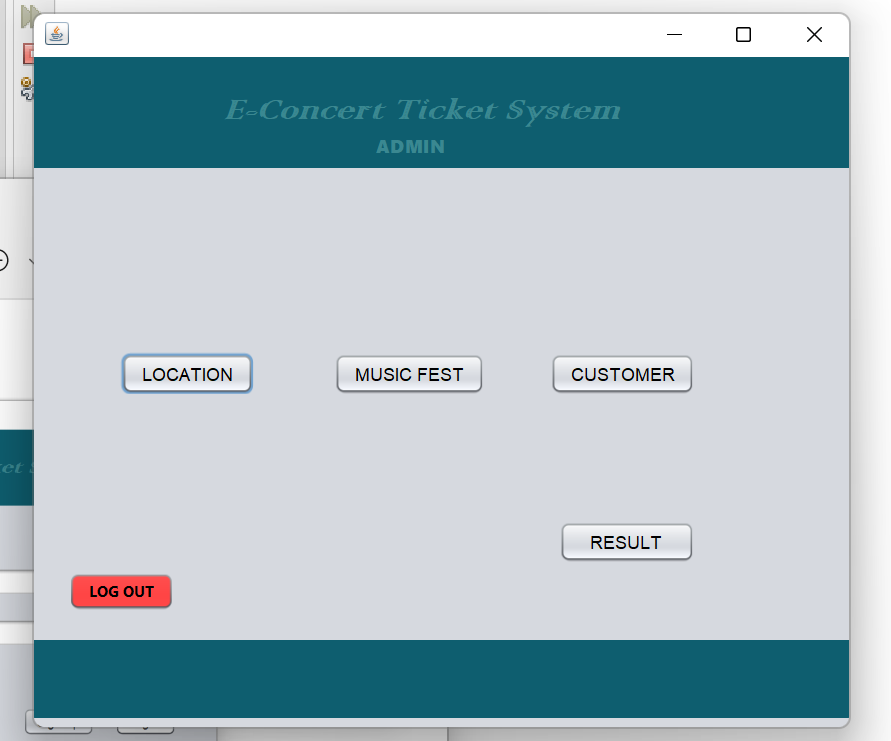 E-Concert Ticket System
ADMIN
LOCATION
MUSIC FEST
CUSTOMER
RESULT
LOG OUT